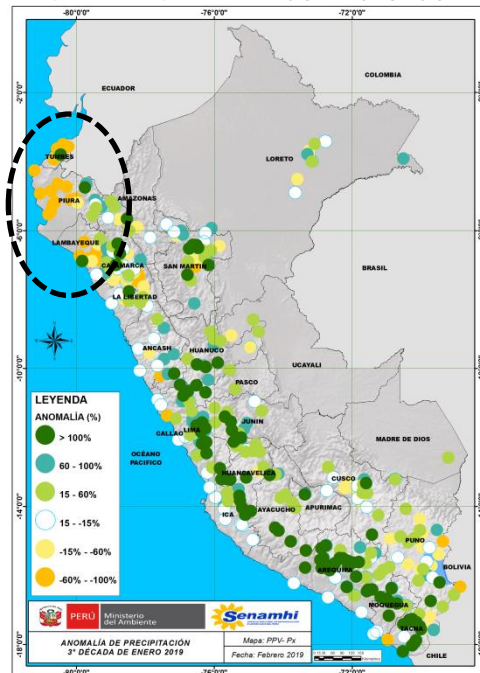 -80°0'0" -76°0'0" -72°0'0"
COLOMBIA
ECUADOR
-2°0'0"
TUMBES
LORETO
PIURA
AMAZONAS
-6°0'0"
LAMBAYEQUE
CAJAMARCA
SAN MARTIN
BRASIL
LA LIBERTAD
ANCASH
HUANUCO
UCAYALI
-10°0'0"
PASCO
LEYENDA
ANOMALÍA (%)
> 100%
60 - 100%
15 - 60%
15 - -15%
-15% - -60%
-60% - -100%
LIMA
JUNIN
CALLAO
MADRE DE DIOS
OCÉANO
PACIFICO
HUANCAVELICA
CUSCO
ICA
AYACUCHO
APURIMAC
-14°0'0"
PUNO
AREQUIPA
BOLIVIA
MOQUEGUA
TACNA
CHILE
PERÚ
Ministerio
del Ambiente
Senamhi
ANOMALÍA DE PRECIPITACIÓN
3° DÉCADA DE ENERO 2019
Mapa: PPV- Px
Fecha: Febrero 2019
-18°0'0"
-80°0'0" -76°0'0" -72°0'0"